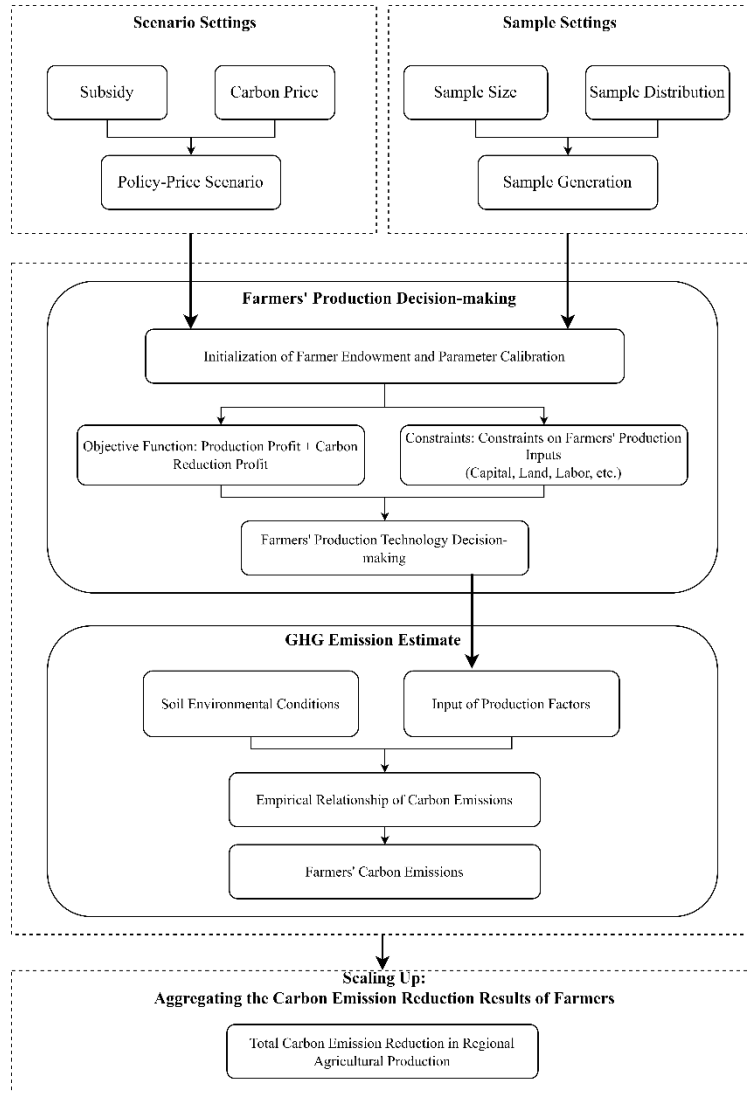 Scenario Settings
Sample Settings
Subsidy
Carbon Price
Sample Size
Sample Distribution
Policy-Price Scenario
Sample Generation
Farmers' Production Decision-making
Initialization of Farmer Endowment and Parameter Calibration
Objective Function: Production Profit + Carbon
Reduction Profit
Constraints: Constraints on Farmers' Production
Inputs
(Capital, Land, Labor, etc.)
Farmers' Production Technology Decision-
making
GHG Emission Estimate
Soil Environmental Conditions
Input of Production Factors
Empirical Relationship of Carbon Emissions
Farmers' Carbon Emissions
Scaling Up:
Aggregating the Carbon Emission Reduction Results of Farmers
Total Carbon Emission Reduction in Regional
Agricultural Production